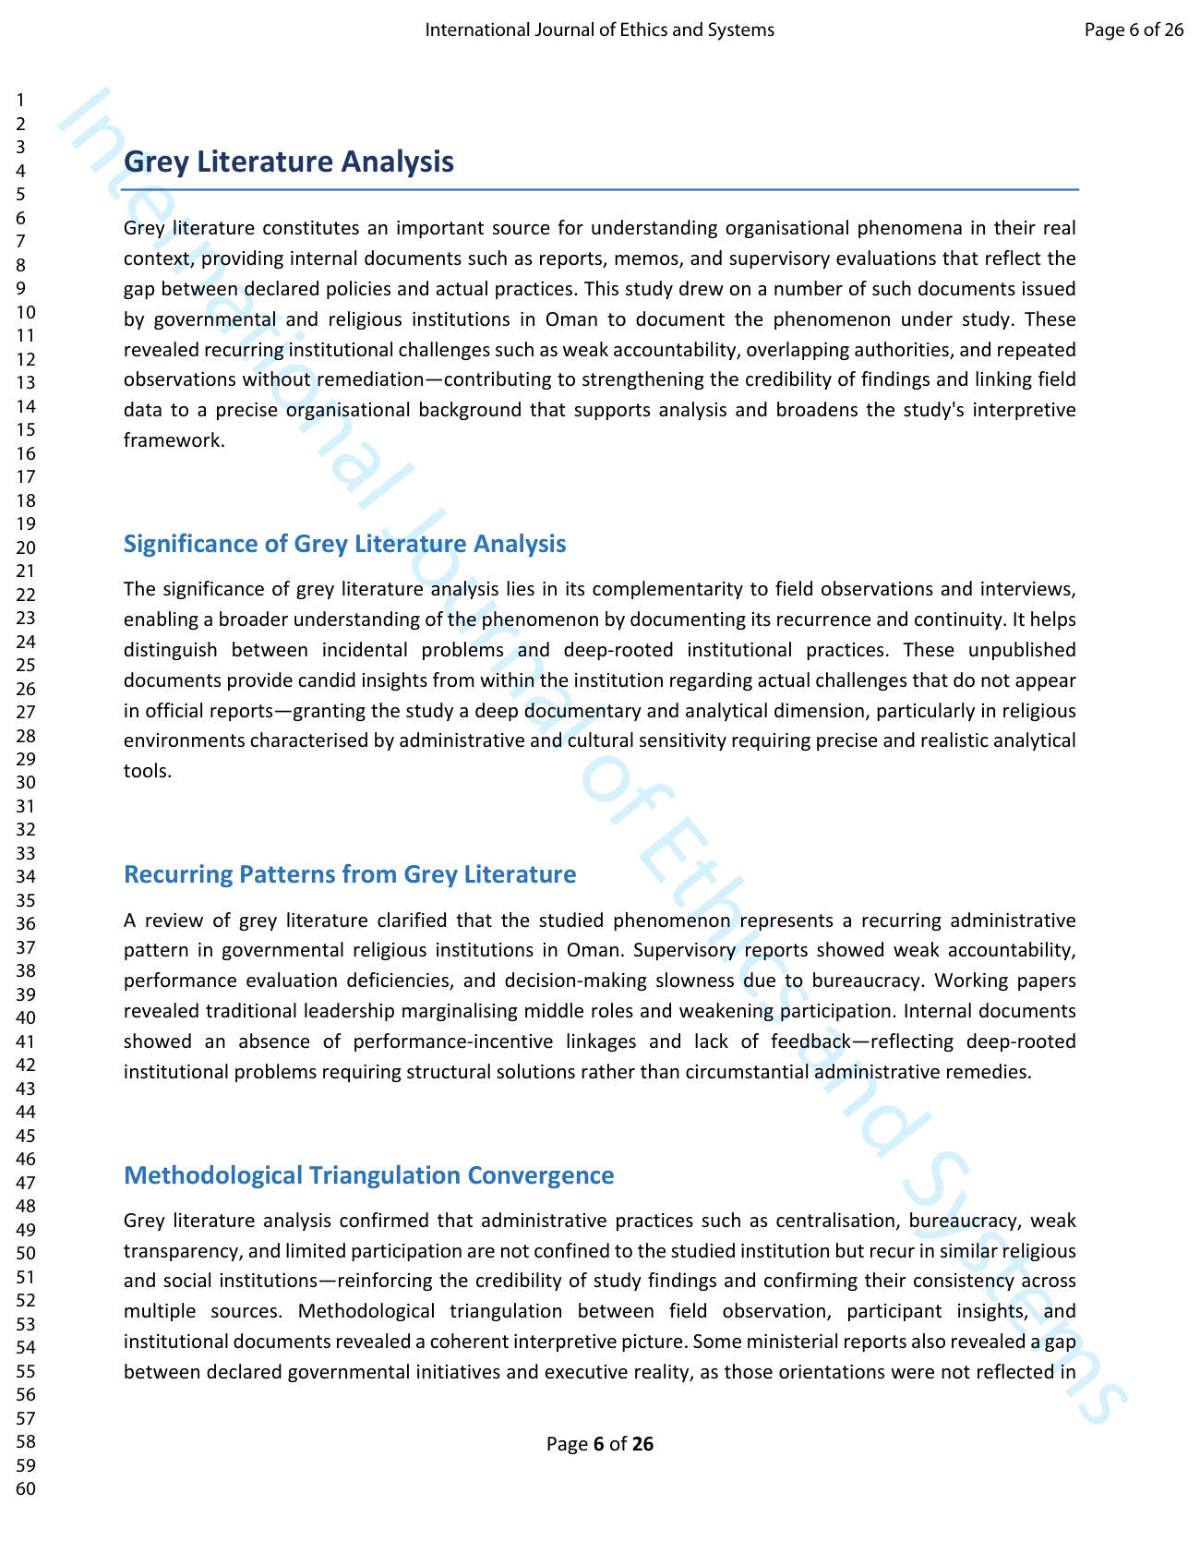 International Journal of Ethics and Systems
Page 6 of 26
1
2
3
4
5
6
7
8
9
10
11
12
13
14
15
16
17
18
19
20
21
22
23
24
25
26
27
28
29
30
31
32
33
34
35
36
37
38
39
40
41
42
43
44
45
46
47
48
49
50
51
52
53
54
55
56
57
58
59
60
Grey Literature Analysis
Grey literature constitutes an important source for understanding organisational phenomena in their real
context, providing internal documents such as reports, memos, and supervisory evaluations that reflect the
gap between declared policies and actual practices. This study drew on a number of such documents issued
by governmental and religious institutions in Oman to document the phenomenon under study. These
revealed recurring institutional challenges such as weak accountability, overlapping authorities, and repeated
observations without remediation—contributing to strengthening the credibility of findings and linking field
data to a precise organisational background that supports analysis and broadens the study's interpretive
framework.
Significance of Grey Literature Analysis
The significance of grey literature analysis lies in its complementarity to field observations and interviews,
enabling a broader understanding of the phenomenon by documenting its recurrence and continuity. It helps
distinguish between incidental problems and deep-rooted institutional practices. These unpublished
documents provide candid insights from within the institution regarding actual challenges that do not appear
in official reports—granting the study a deep documentary and analytical dimension, particularly in religious
environments characterised by administrative and cultural sensitivity requiring precise and realistic analytical
tools.
Recurring Patterns from Grey Literature
A review of grey literature clarified that the studied phenomenon represents a recurring administrative
pattern in governmental religious institutions in Oman. Supervisory reports showed weak accountability,
performance evaluation deficiencies, and decision-making slowness due to bureaucracy. Working papers
revealed traditional leadership marginalising middle roles and weakening participation. Internal documents
showed an absence of performance-incentive linkages and lack of feedback—reflecting deep-rooted
institutional problems requiring structural solutions rather than circumstantial administrative remedies.
Methodological Triangulation Convergence
Grey literature analysis confirmed that administrative practices such as centralisation, bureaucracy, weak
transparency, and limited participation are not confined to the studied institution but recur in similar religious
and social institutions—reinforcing the credibility of study findings and confirming their consistency across
multiple sources. Methodological triangulation between field observation, participant insights, and
institutional documents revealed a coherent interpretive picture. Some ministerial reports also revealed a gap
between declared governmental initiatives and executive reality, as those orientations were not reflected in
Page 6 of 26
International Journal of Ethics and Systems